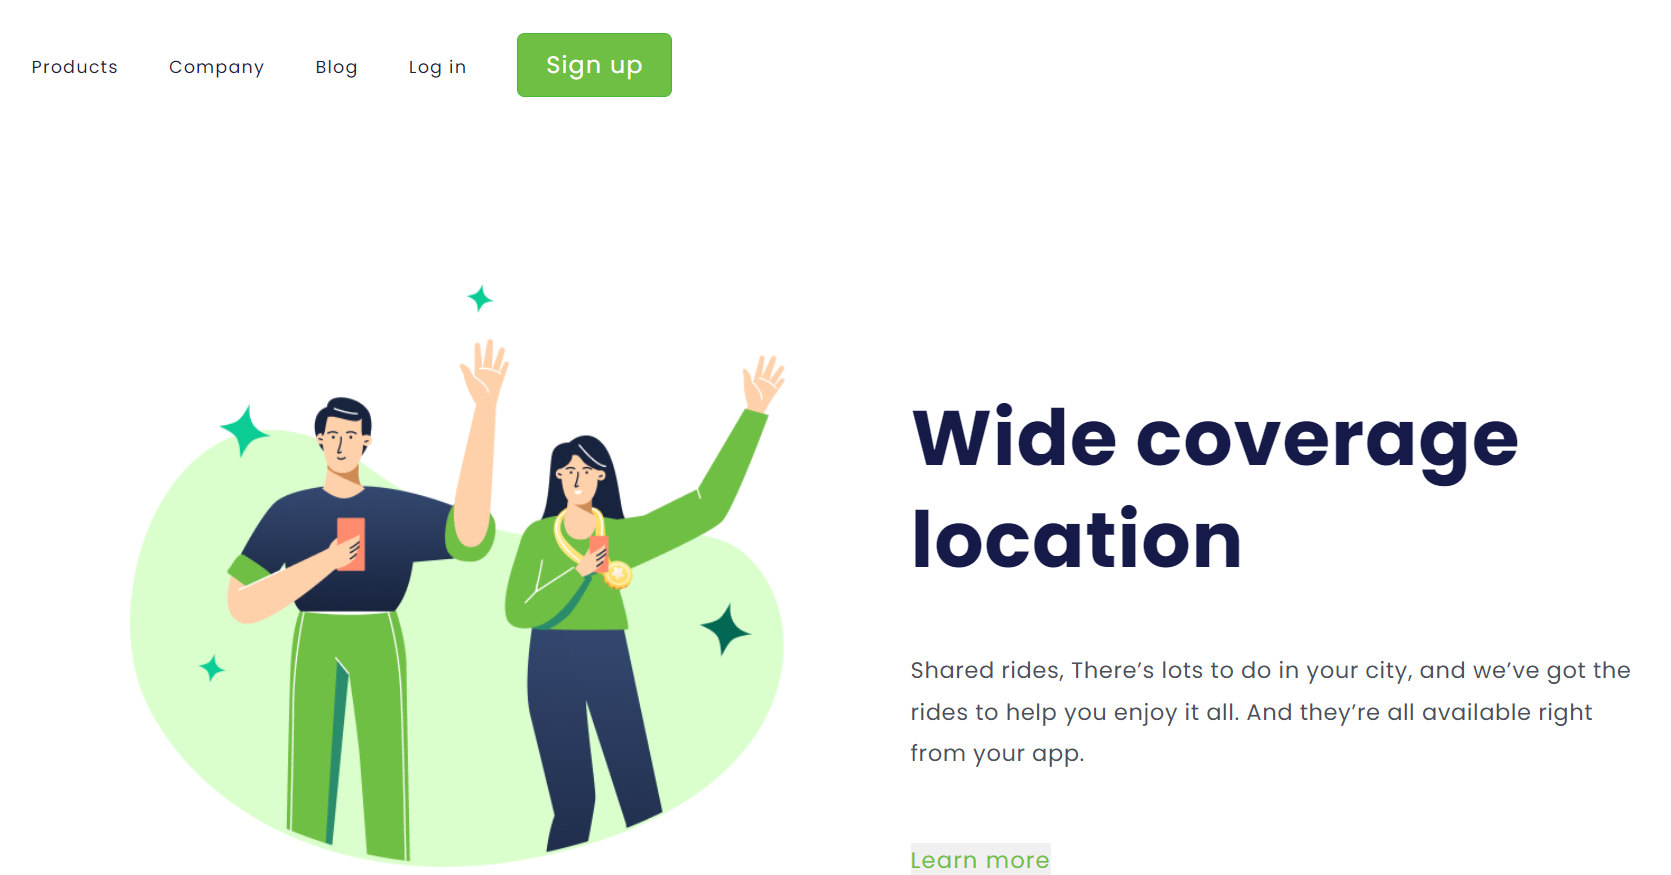 Products Company Blog Log in Sign up
Wide coverage
location
Shared rides, There’s lots to do in your city, and we’ve got the
rides to help you enjoy it all. And they’re all available right
from your app.
Learn more